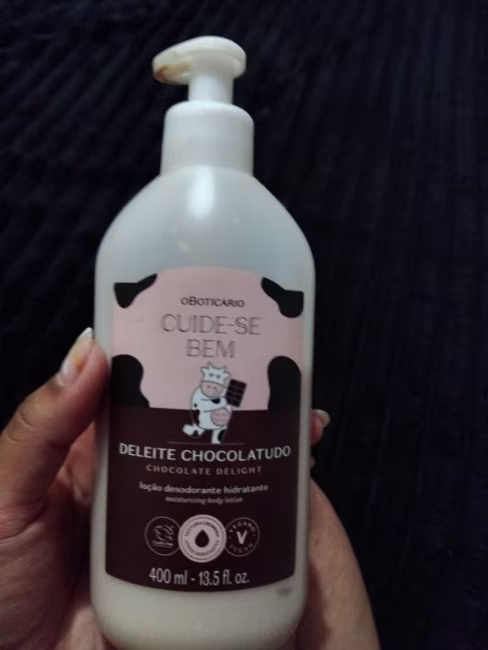 oBOTICÁRIO
CUIDE-SE
BEM
DELEITE CHOCOLATUDO
CHOCOLATE DELIGHT
loção desodorante hidratante
moisturizing body lotion
VEGANO
V
VEGAN
400 ml - 13.5 fl. oz.